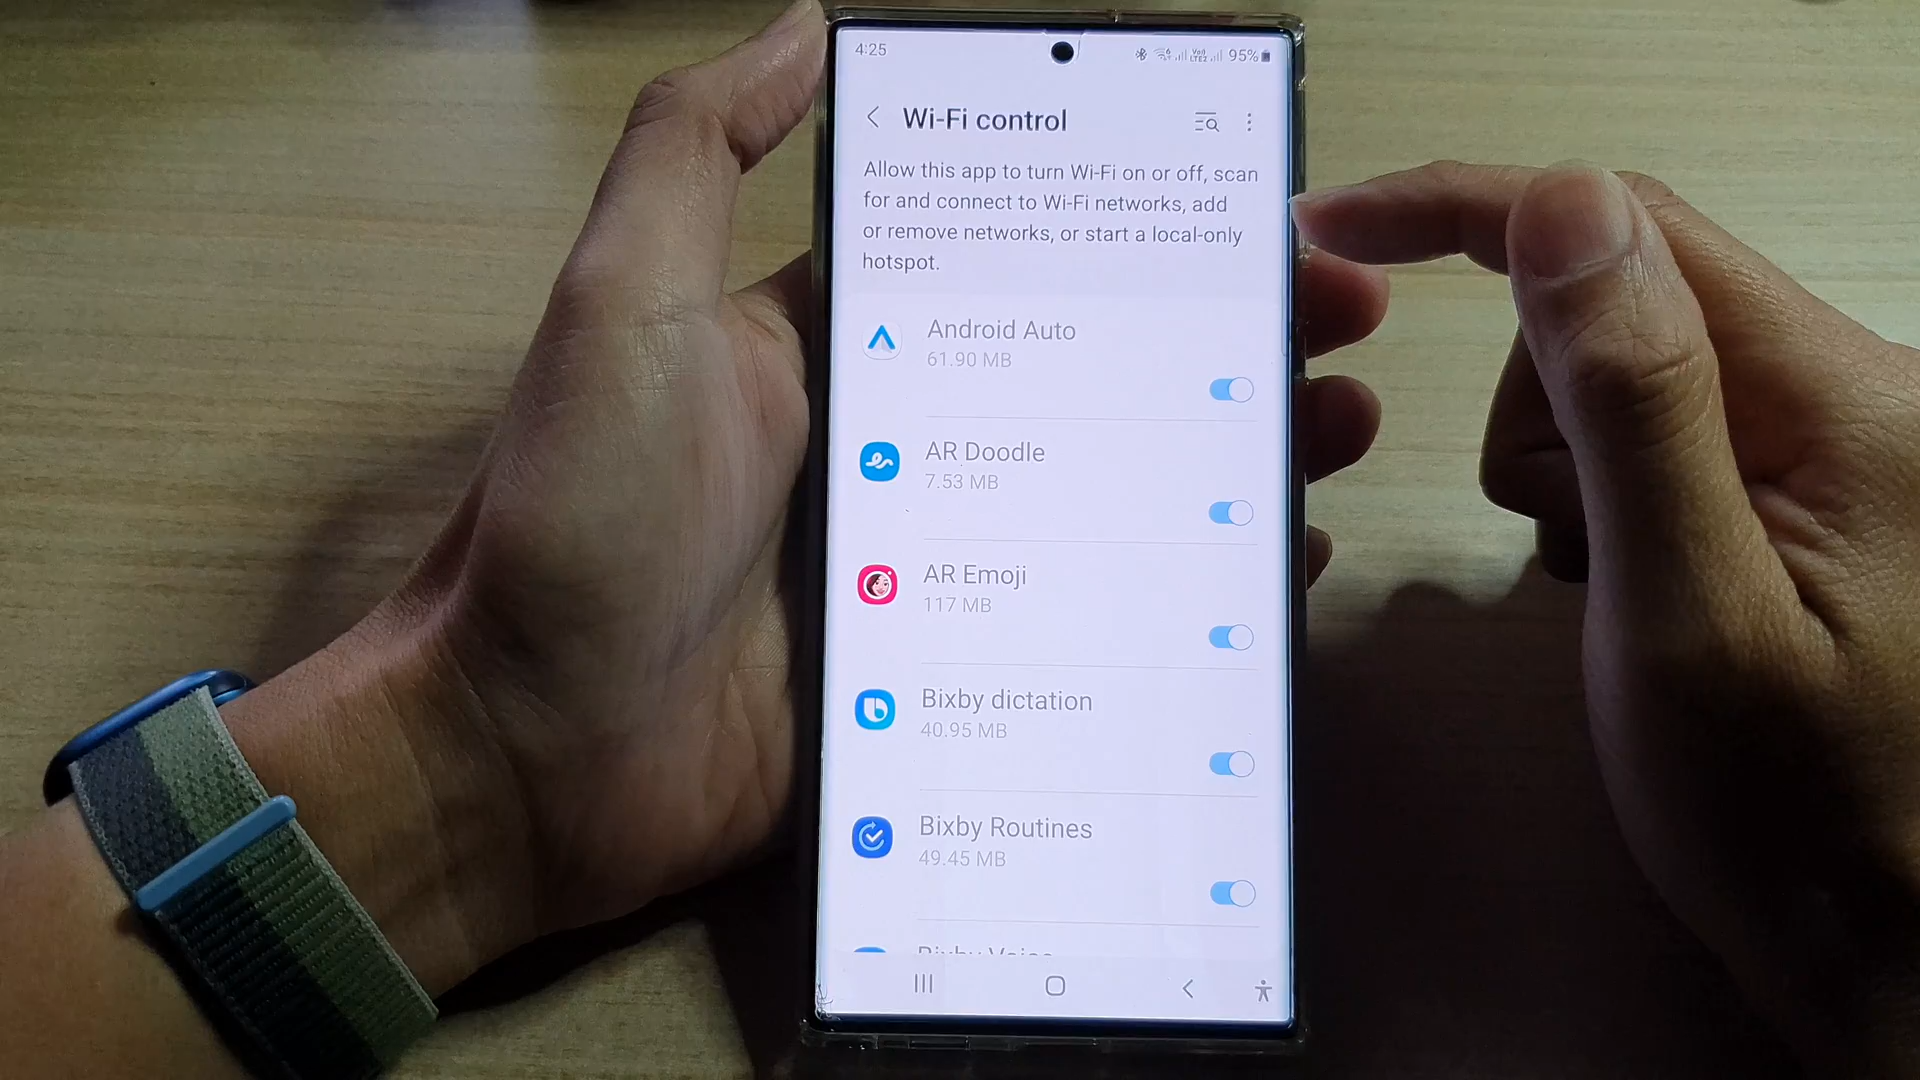 4:25
95%
Wi-Fi control
Allow this app to turn Wi-Fi on or off, scan
for and connect to Wi-Fi networks, add
or remove networks, or start a local-only
hotspot.
Android Auto
61.90 MB
AR Doodle
7.53 MB
AR Emoji
117 MB
Bixby dictation
40.95 MB
Bixby Routines
49.45 MB
Bixby Voice